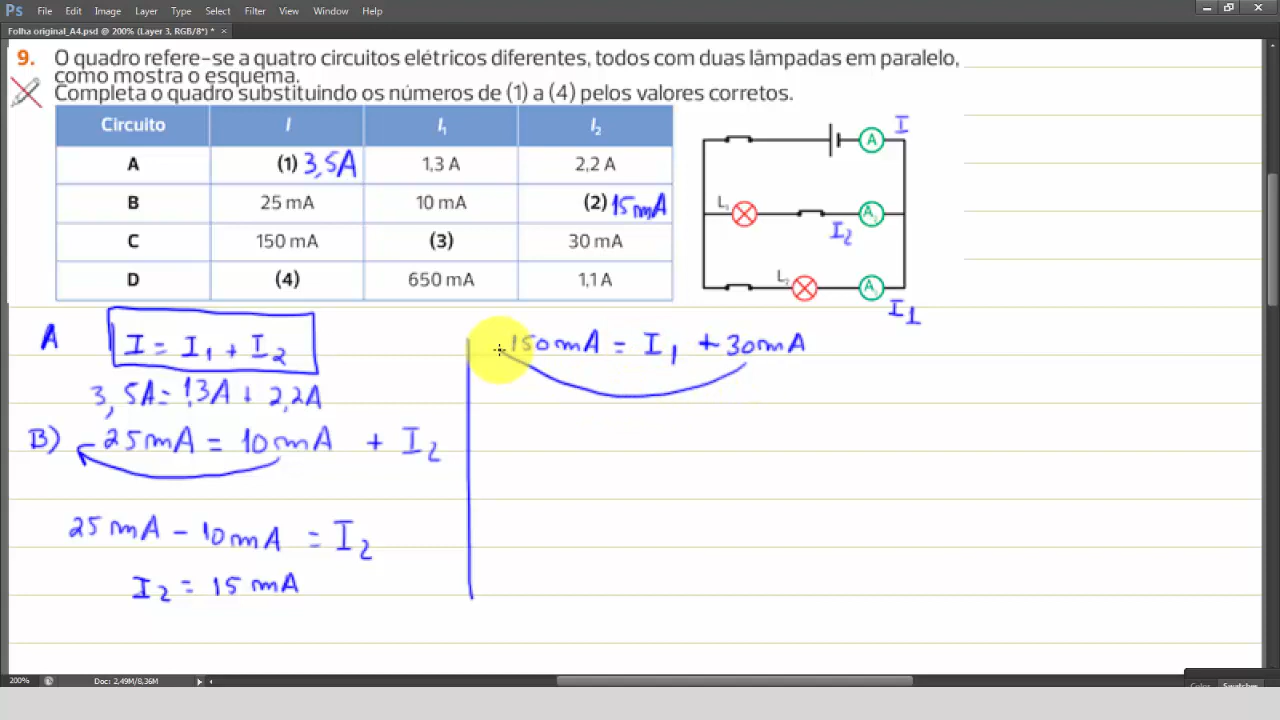 Ps File Edit Image Layer Type Select Filter View Window Help
Folha original_A4.psd @ 200% (Layer 3, RGB/8*) * ×
9. O quadro refere-se a quatro circuitos elétricos diferentes, todos com duas lâmpadas em paralelo,
como mostra o esquema.
Completa o quadro substituindo os números de (1) a (4) pelos valores corretos.
Circuito I I₁ I₂
A (1) 3,5A 1,3 A 2,2 A
B 25 mA 10 mA (2) 15mA
C 150 mA (3) 30 mA
D (4) 650 mA 1,1 A
A I
L₁ A₁
I₂
L₂ A₂
I1
A I = I₁ + I₂
3,5A = 1,3A + 2,2A
B) 25mA = 10mA + I₂
25 mA - 10mA = I₂
I₂ = 15 mA
150mA = I₁ + 30mA
200% Doc: 2,49M/8,36M
Color Swatches